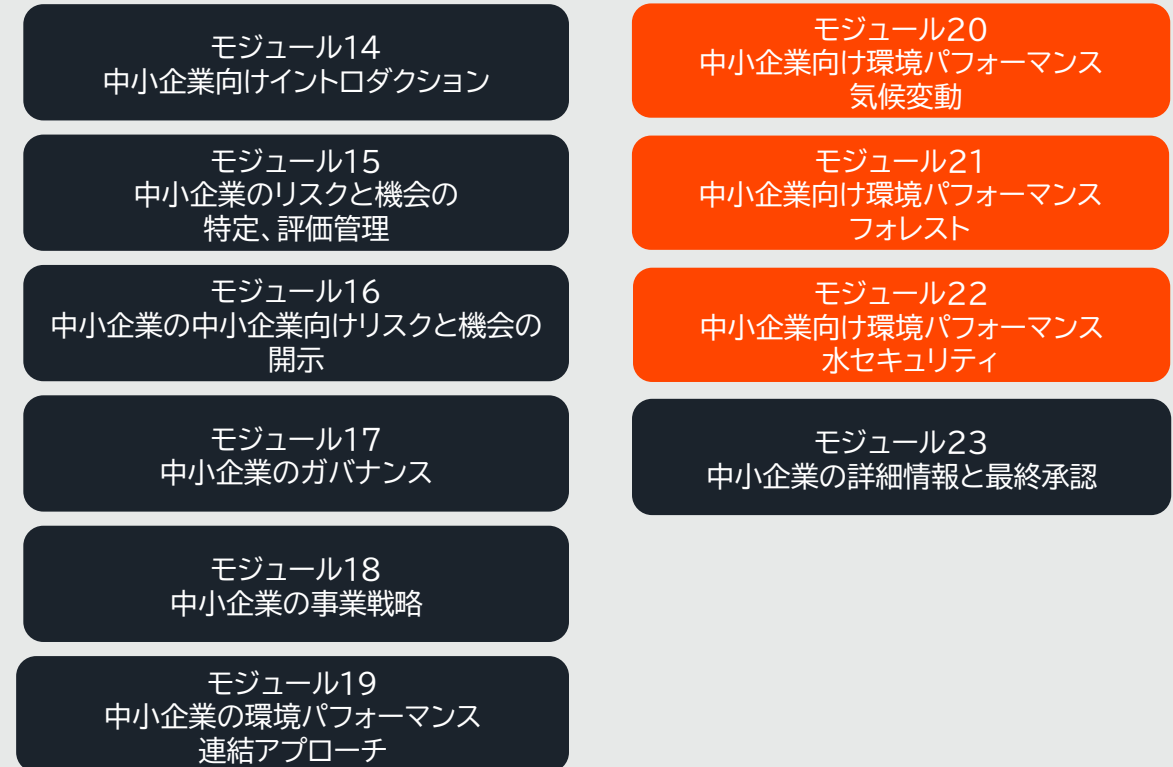 モジュール14
中小企業向けイントロダクション
モジュール15
中小企業のリスクと機会の
特定、評価管理
モジュール16
中小企業の中小企業向けリスクと機会の
開示
モジュール17
中小企業のガバナンス
モジュール18
中小企業の事業戦略
モジュール19
中小企業の環境パフォーマンス
連結アプローチ
モジュール20
中小企業向け環境パフォーマンス
気候変動
モジュール21
中小企業向け環境パフォーマンス
フォレスト
モジュール22
中小企業向け環境パフォーマンス
水セキュリティ
モジュール23
中小企業の詳細情報と最終承認